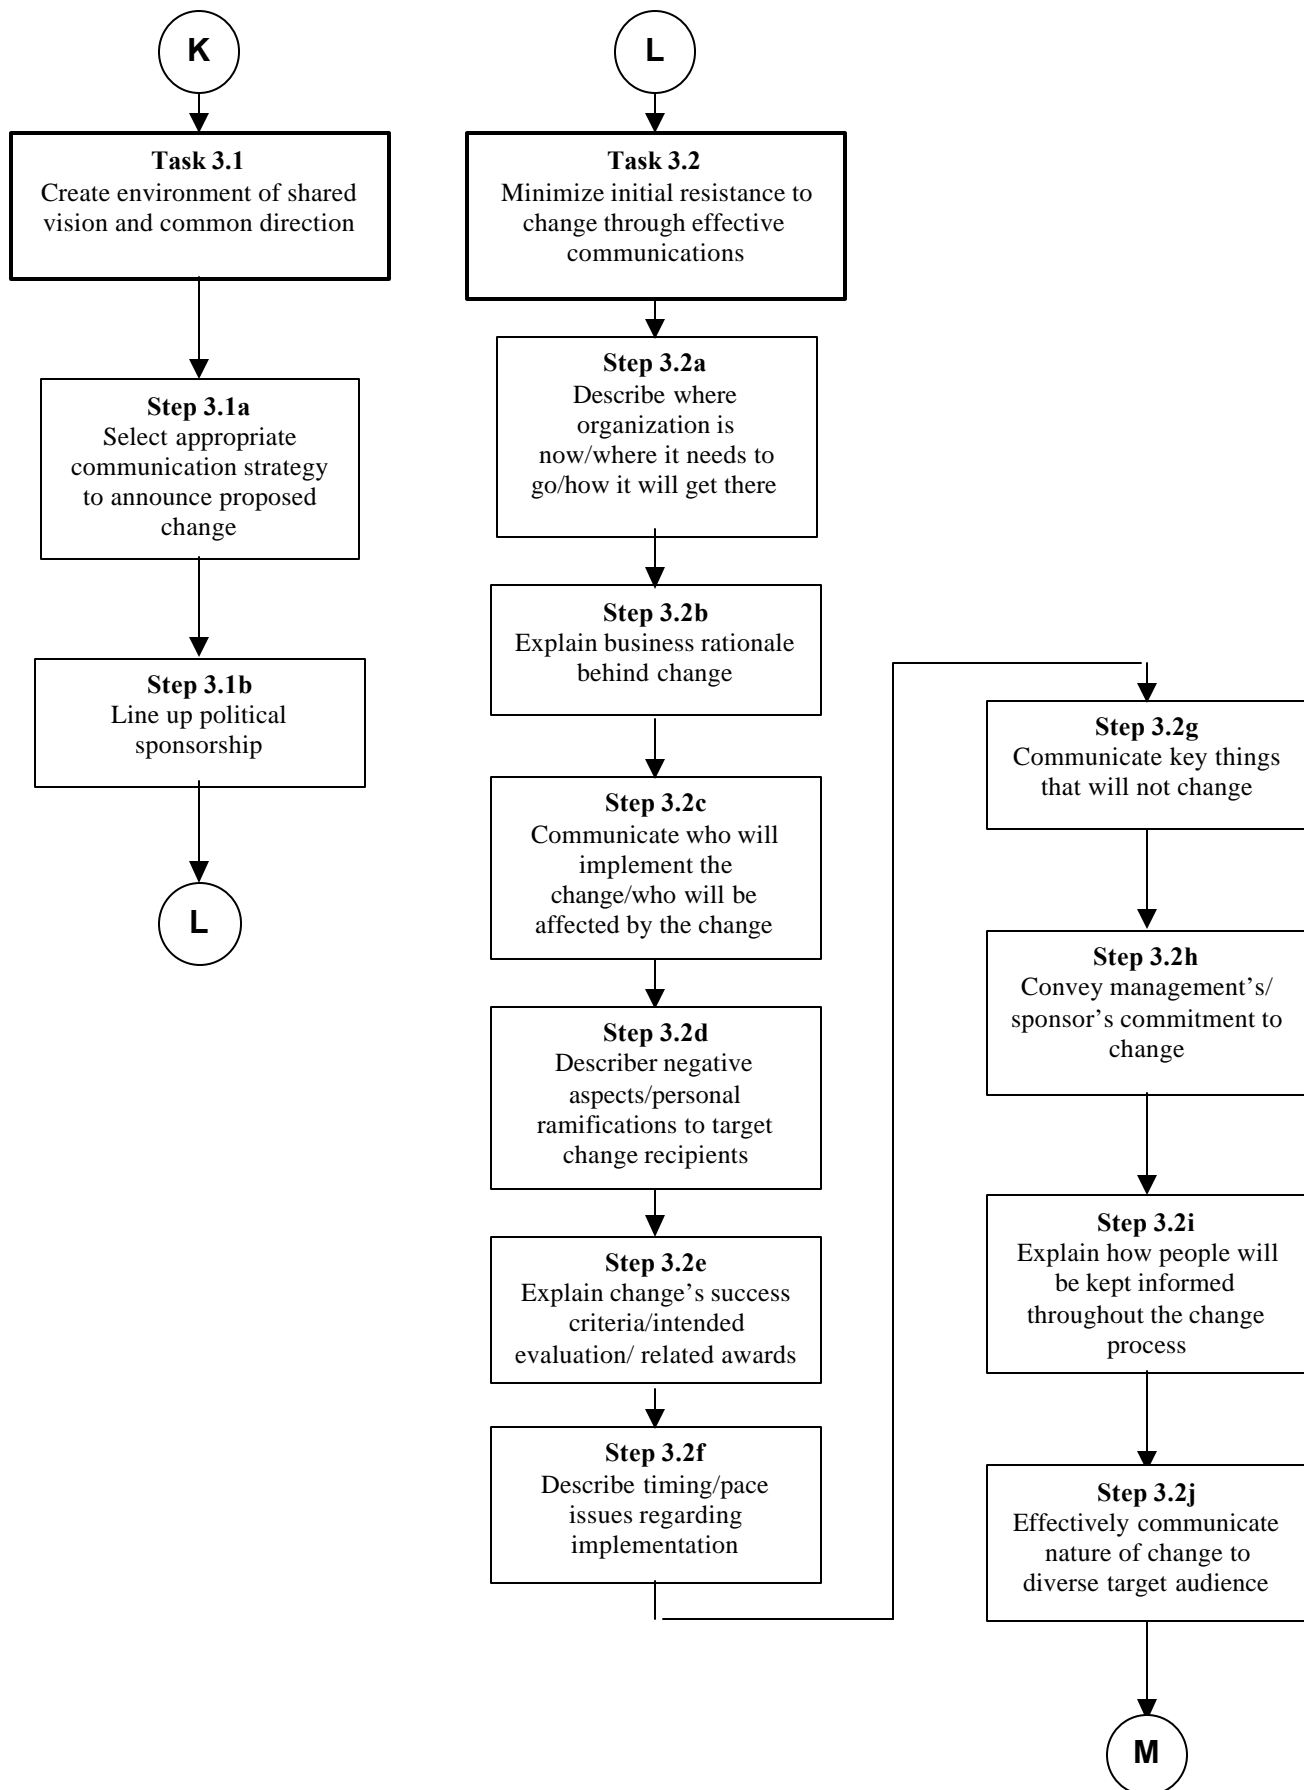 K
Task 3.1
Create environment of shared
vision and common direction
Step 3.1a
Select appropriate
communication strategy
to announce proposed
change
Step 3.1b
Line up political
sponsorship
L
L
Task 3.2
Minimize initial resistance to
change through effective
communications
Step 3.2a
Describe where
organization is
now/where it needs to
go/how it will get there
Step 3.2b
Explain business rationale
behind change
Step 3.2c
Communicate who will
implement the
change/who will be
affected by the change
Step 3.2d
Describer negative
aspects/personal
ramifications to target
change recipients
Step 3.2e
Explain change’s success
criteria/intended
evaluation/ related awards
Step 3.2f
Describe timing/pace
issues regarding
implementation
Step 3.2g
Communicate key things
that will not change
Step 3.2h
Convey management’s/
sponsor’s commitment to
change
Step 3.2i
Explain how people will
be kept informed
throughout the change
process
Step 3.2j
Effectively communicate
nature of change to
diverse target audience
M